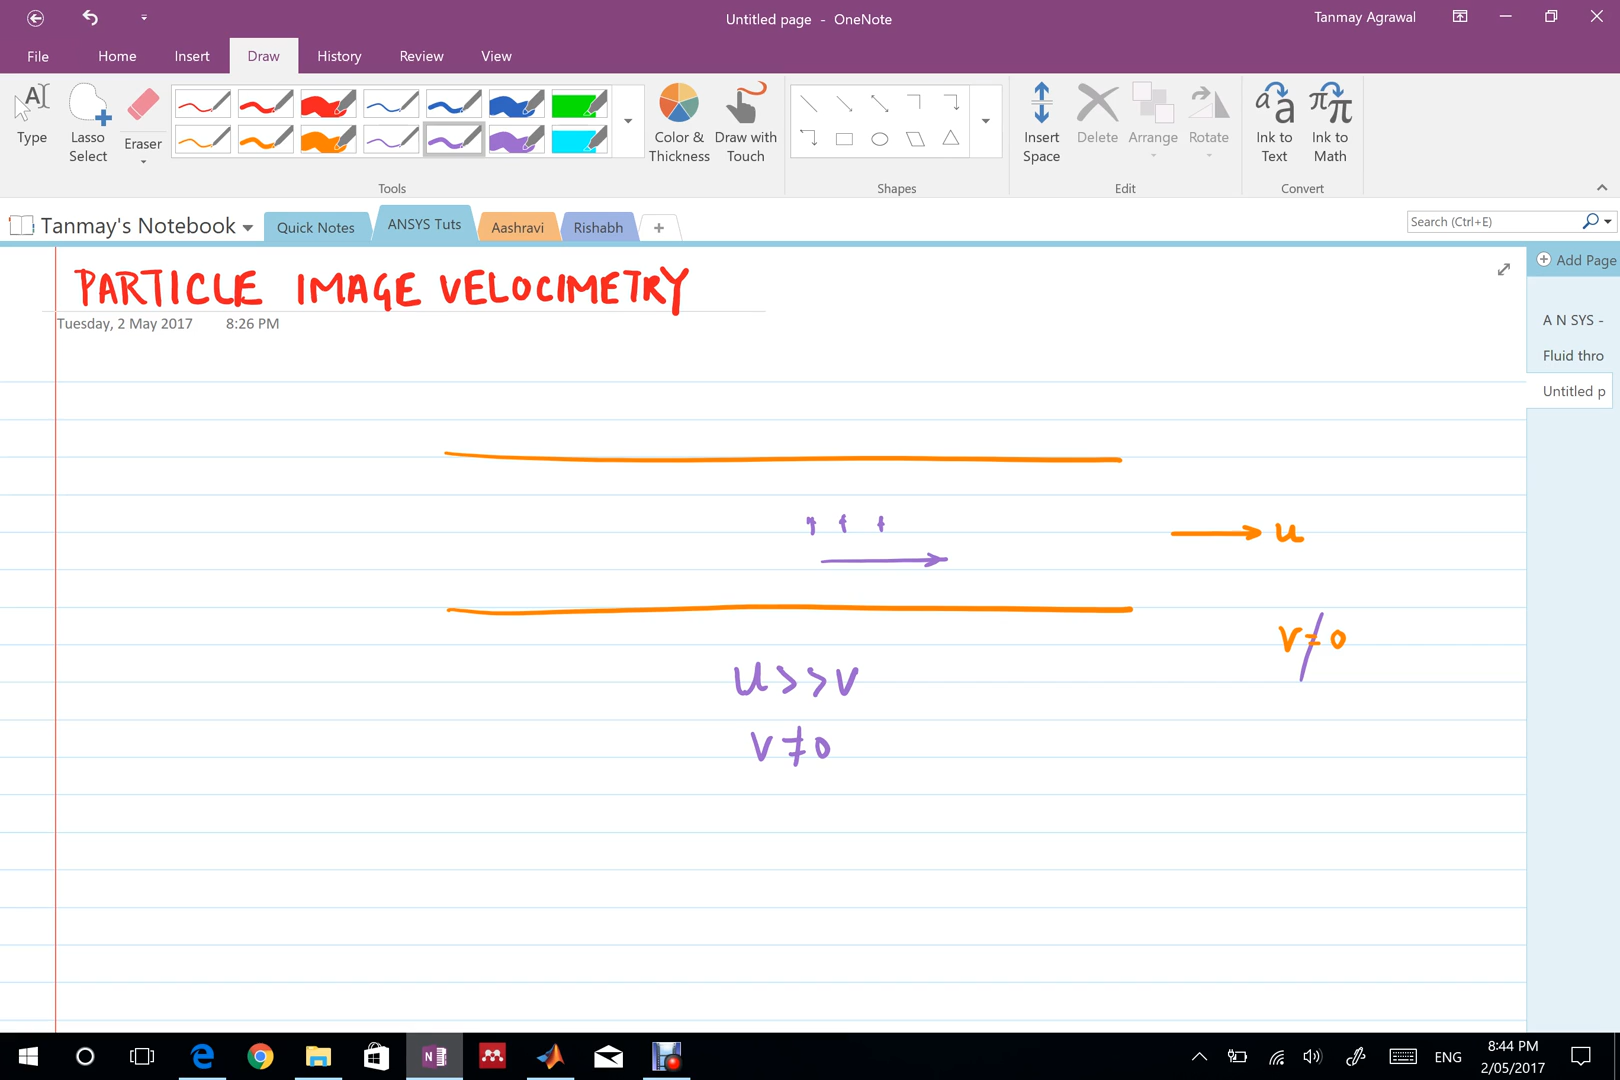 Untitled page - OneNote
Tanmay Agrawal
File Home Insert Draw History Review View
Type
Lasso Select
Eraser
Color & Thickness
Draw with Touch
Insert Space
Delete
Arrange
Rotate
Ink to Text
Ink to Math
Tools
Shapes
Edit
Convert
Tanmay's Notebook
Quick Notes
ANSYS Tuts
Aashravi
Rishabh
Search (Ctrl+E)
Add Page
PARTICLE IMAGE VELOCIMETRY
Tuesday, 2 May 2017 8:26 PM
A N SYS -
Fluid thro
Untitled p
u
v ≠ 0
u >> v
v ≠ 0
ENG
8:44 PM
2/05/2017